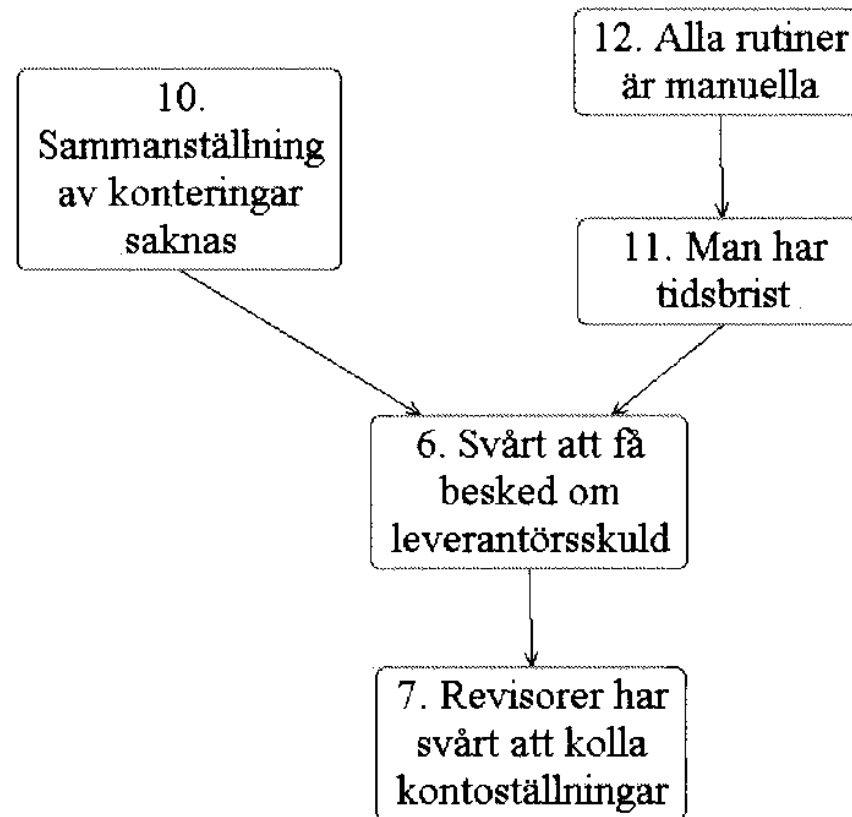 12. Alla rutiner
är manuella
10.
Sammanställning
av konteringar
saknas
11. Man har
tidsbrist
6. Svårt att få
besked om
leverantörsskuld
7. Revisorer har
svårt att kolla
kontoställningar